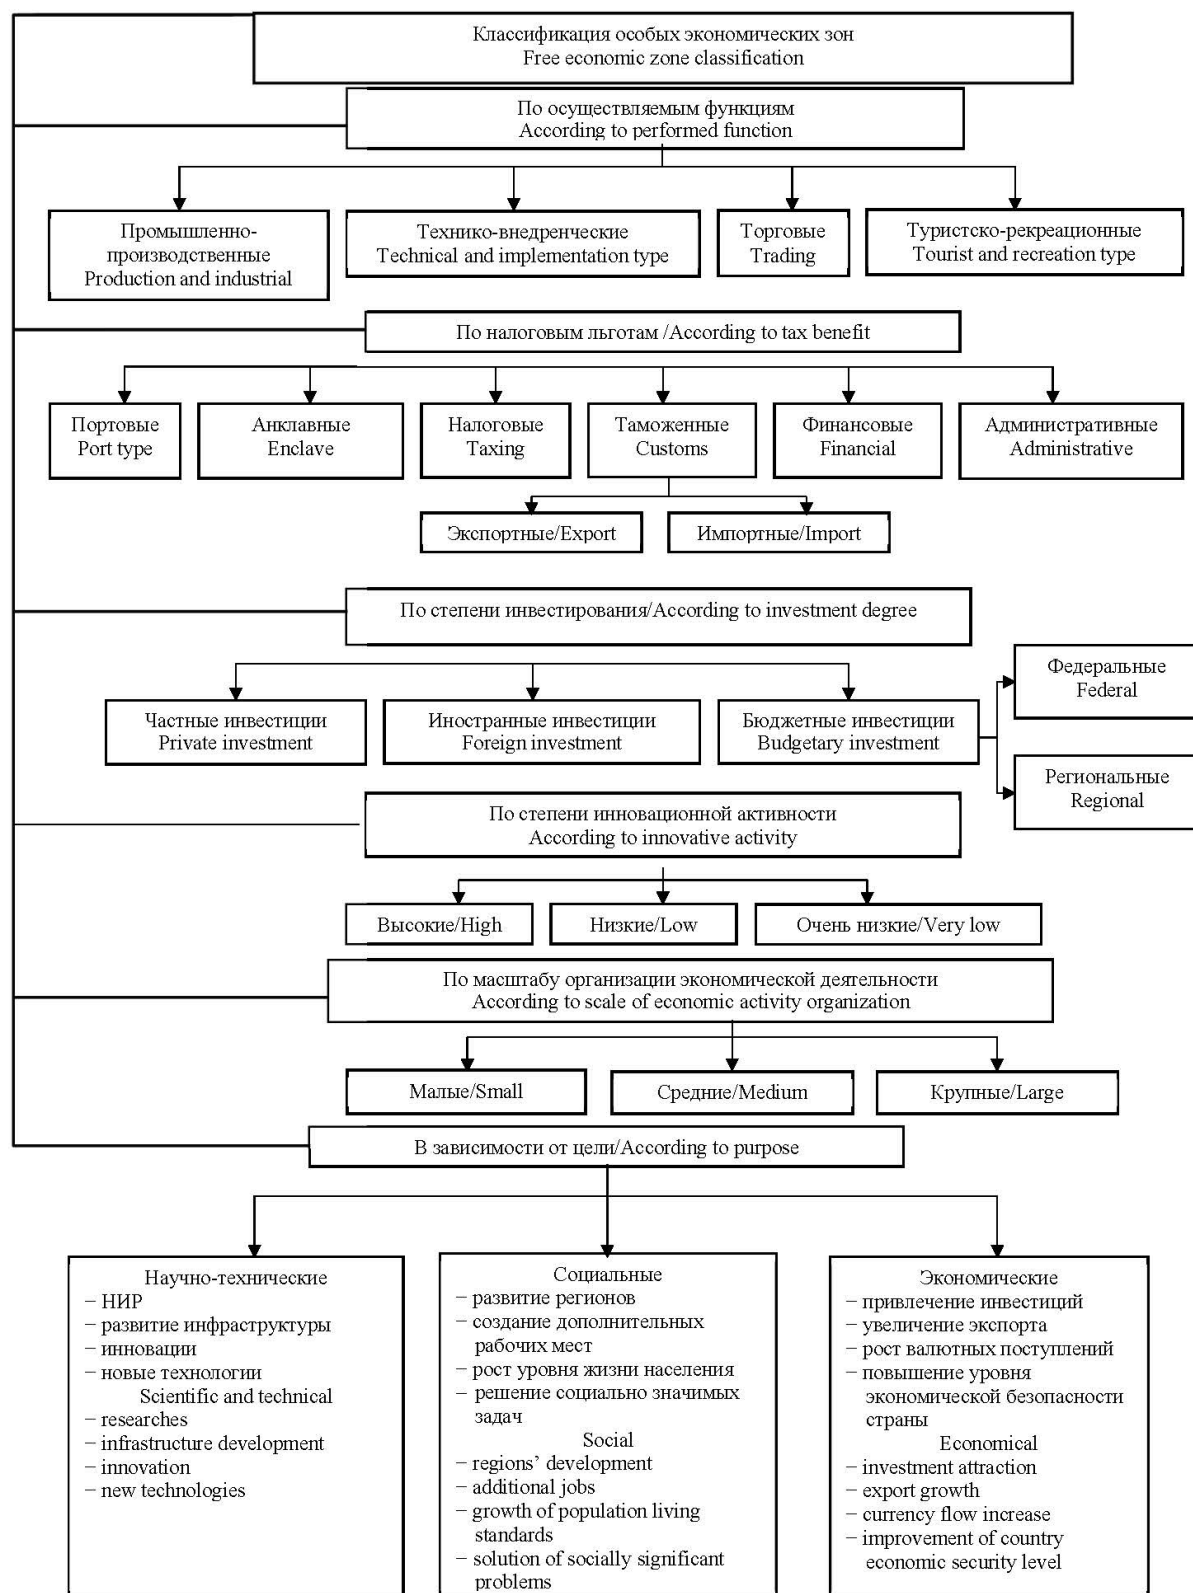 Классификация особых экономических зон
Free economic zone classification
По осуществляемым функциям
According to performed function
Промышленно-
производственные
Production and industrial
Технико-внедренческие
Technical and implementation type
Торговые
Trading
Туристско-рекреационные
Tourist and recreation type
По налоговым льготам /According to tax benefit
Портовые
Port type
Анклавные
Enclave
Налоговые
Taxing
Таможенные
Customs
Финансовые
Financial
Административные
Administrative
Экспортные/Export
Импортные/Import
По степени инвестирования/According to investment degree
Федеральные
Federal
Частные инвестиции
Private investment
Иностранные инвестиции
Foreign investment
Бюджетные инвестиции
Budgetary investment
Региональные
Regional
По степени инновационной активности
According to innovative activity
Высокие/High
Низкие/Low
Очень низкие/Very low
По масштабу организации экономической деятельности
According to scale of economic activity organization
Малые/Small
Средние/Medium
Крупные/Large
В зависимости от цели/According to purpose
Научно-технические
− НИР
− развитие инфраструктуры
− инновации
− новые технологии
Scientific and technical
− researches
− infrastructure development
− innovation
− new technologies
Социальные
− развитие регионов
− создание дополнительных
рабочих мест
− рост уровня жизни населения
− решение социально значимых
задач
Social
− regions’ development
− additional jobs
− growth of population living
standards
− solution of socially significant
problems
Экономические
− привлечение инвестиций
− увеличение экспорта
− рост валютных поступлений
− повышение уровня
экономической безопасности
страны
Economical
− investment attraction
− export growth
− currency flow increase
− improvement of country
economic security level